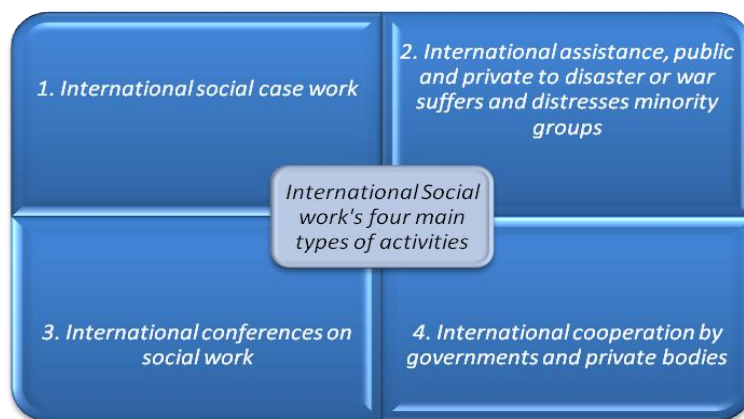 1. International social case work
2. International assistance, public
and private to disaster or war
suffers and distresses minority
groups
International Social
work's four main
types of activities
3. International conferences on
social work
4. International cooperation by
governments and private bodies